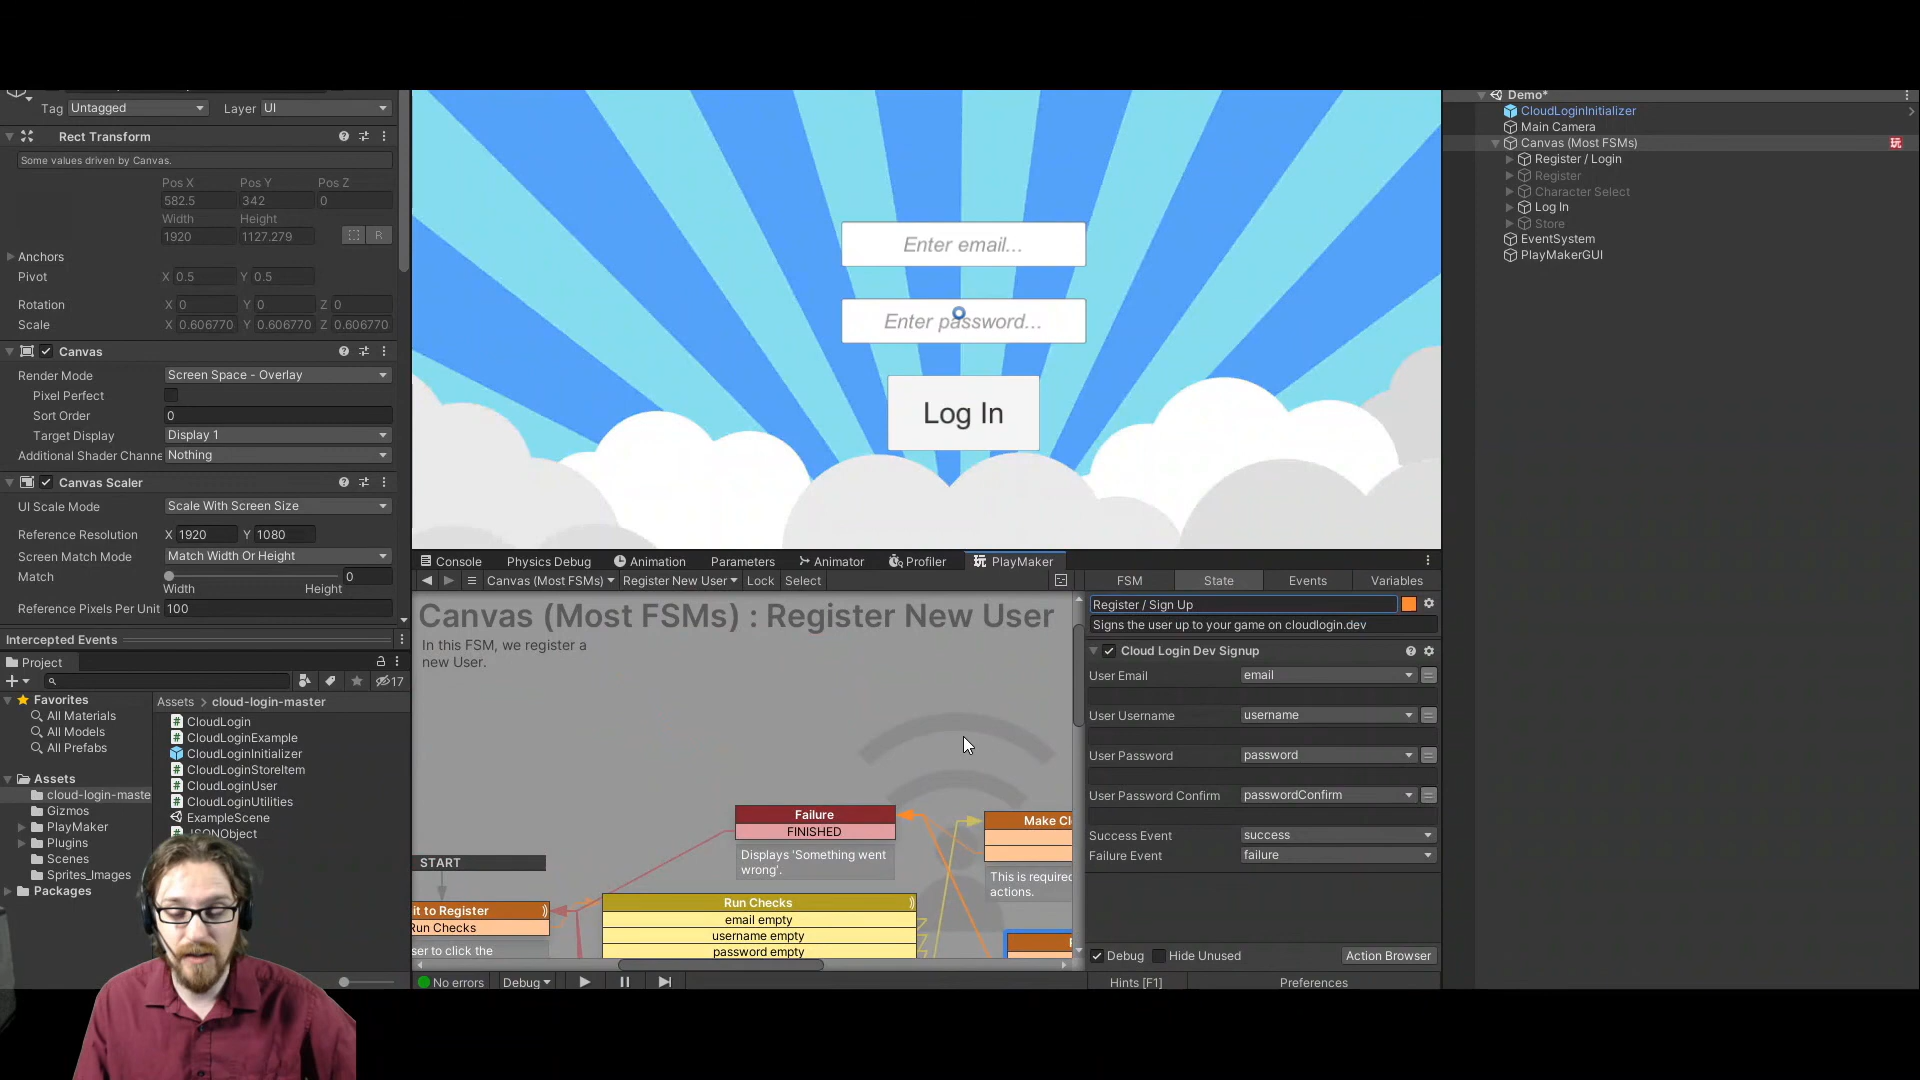 Tag Untagged Layer UI
Rect Transform
Some values driven by Canvas.
Pos X Pos Y Pos Z
582.5 342 0
Width Height
1920 1127.279 R
Anchors
Pivot X 0.5 Y 0.5
Rotation X 0 Y 0 Z 0
Scale X 0.606770 Y 0.606770 Z 0.606770
Canvas
Render Mode Screen Space - Overlay
Pixel Perfect
Sort Order 0
Target Display Display 1
Additional Shader Channe Nothing
Canvas Scaler
UI Scale Mode Scale With Screen Size
Reference Resolution X 1920 Y 1080
Screen Match Mode Match Width Or Height
Match 0
Width Height
Reference Pixels Per Unit 100
Intercepted Events
Project
17
Favorites
All Materials
All Models
All Prefabs
Assets
cloud-login-maste
Gizmos
PlayMaker
Plugins
Scenes
Sprites_Images
Packages
Assets > cloud-login-master
CloudLogin
CloudLoginExample
CloudLoginInitializer
CloudLoginStoreItem
CloudLoginUser
CloudLoginUtilities
ExampleScene
JSONObject
Enter email...
Enter password...
Log In
Console Physics Debug Animation Parameters Animator Profiler PlayMaker
Canvas (Most FSMs) Register New User Lock Select
Canvas (Most FSMs) : Register New User
In this FSM, we register a
new User.
START
it to Register
Run Checks
ser to click the
Failure
FINISHED
Displays 'Something went
wrong'.
Run Checks
email empty
username empty
password empty
Make Cl
This is required
actions.
No errors Debug
FSM State Events Variables
Register / Sign Up
Signs the user up to your game on cloudlogin.dev
Cloud Login Dev Signup
User Email email
User Username username
User Password password
User Password Confirm passwordConfirm
Success Event success
Failure Event failure
Debug Hide Unused Action Browser
Hints [F1] Preferences
Demo*
CloudLoginInitializer
Main Camera
Canvas (Most FSMs)
Register / Login
Register
Character Select
Log In
Store
EventSystem
PlayMakerGUI